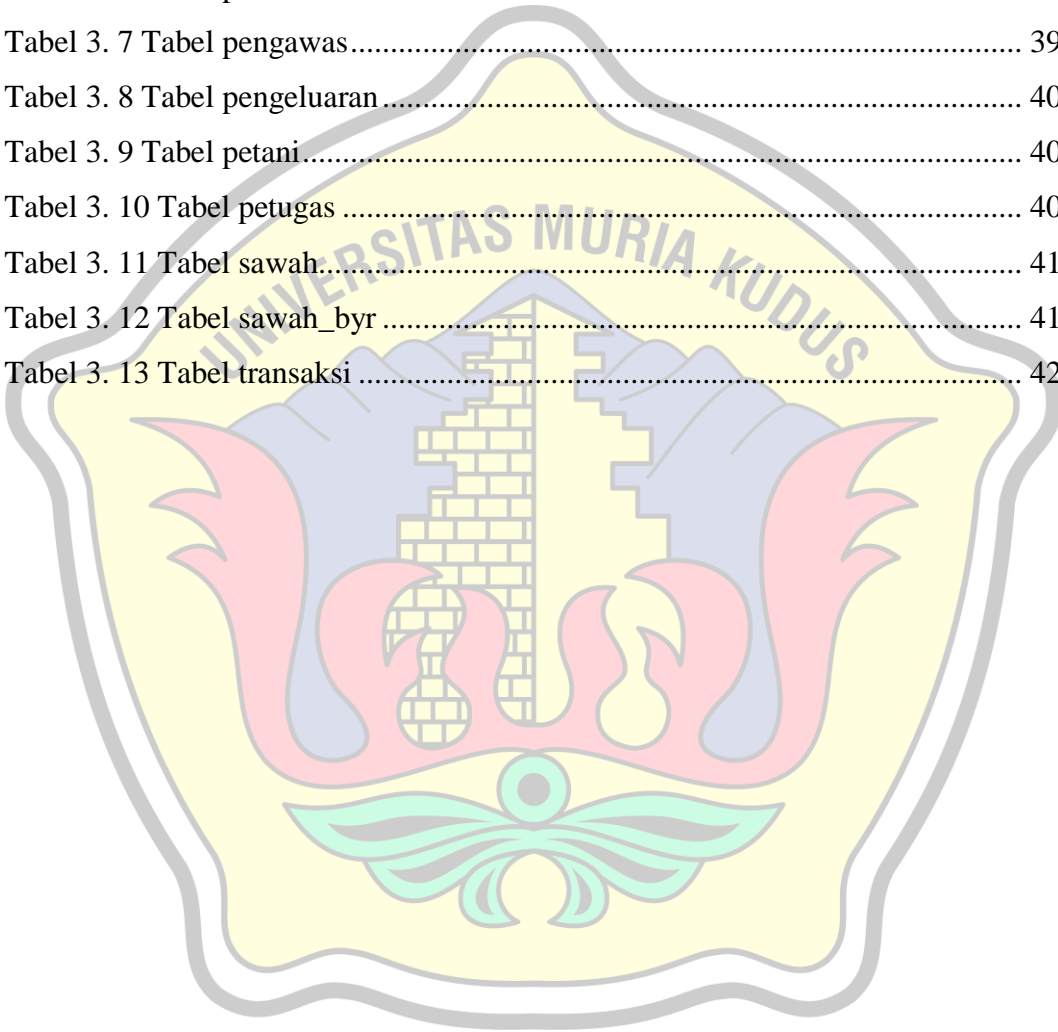 Tabel 3. 7 Tabel pengawas.................................................................................... 39
Tabel 3. 8 Tabel pengeluaran................................................................................ 40
Tabel 3. 9 Tabel petani.......................................................................................... 40
Tabel 3. 10 Tabel petugas ..................................................................................... 40
Tabel 3. 11 Tabel sawah........................................................................................ 41
Tabel 3. 12 Tabel sawah_byr ................................................................................ 41
Tabel 3. 13 Tabel transaksi ................................................................................... 42
UNIVERSITAS MURIA KUDUS